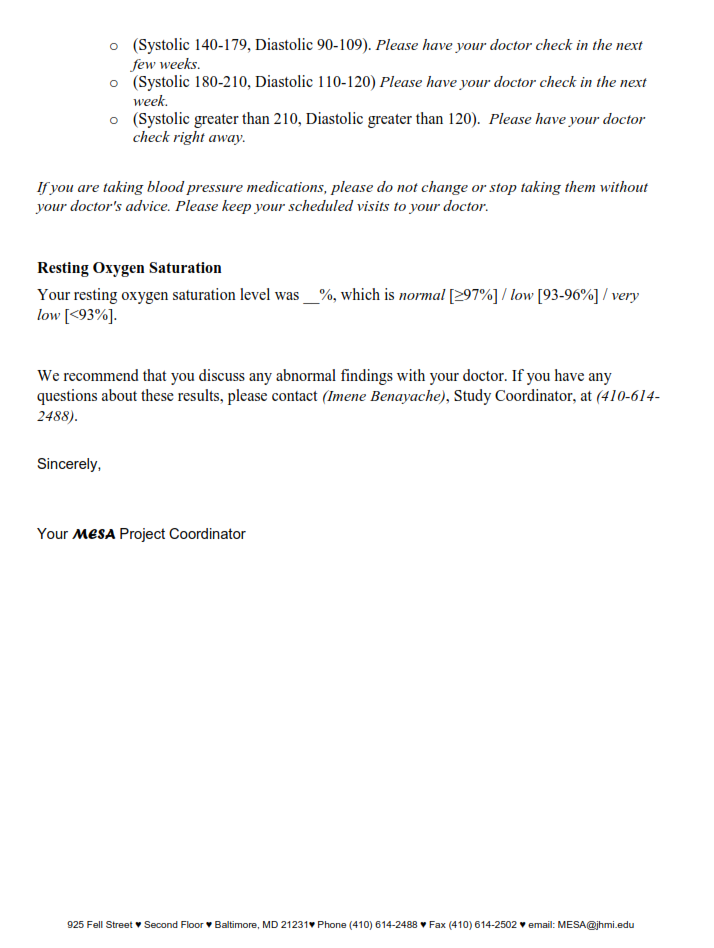 ○ (Systolic 140-179, Diastolic 90-109). Please have your doctor check in the next
few weeks.
○ (Systolic 180-210, Diastolic 110-120) Please have your doctor check in the next
week.
○ (Systolic greater than 210, Diastolic greater than 120).  Please have your doctor
check right away.
If you are taking blood pressure medications, please do not change or stop taking them without
your doctor's advice. Please keep your scheduled visits to your doctor.
Resting Oxygen Saturation
Your resting oxygen saturation level was __%, which is normal [≥97%] / low [93-96%] / very
low [<93%].
We recommend that you discuss any abnormal findings with your doctor. If you have any
questions about these results, please contact (Imene Benayache), Study Coordinator, at (410-614-
2488).
Sincerely,
Your MESA Project Coordinator
925 Fell Street ♥ Second Floor ♥ Baltimore, MD 21231♥ Phone (410) 614-2488 ♥ Fax (410) 614-2502 ♥ email: MESA@jhmi.edu